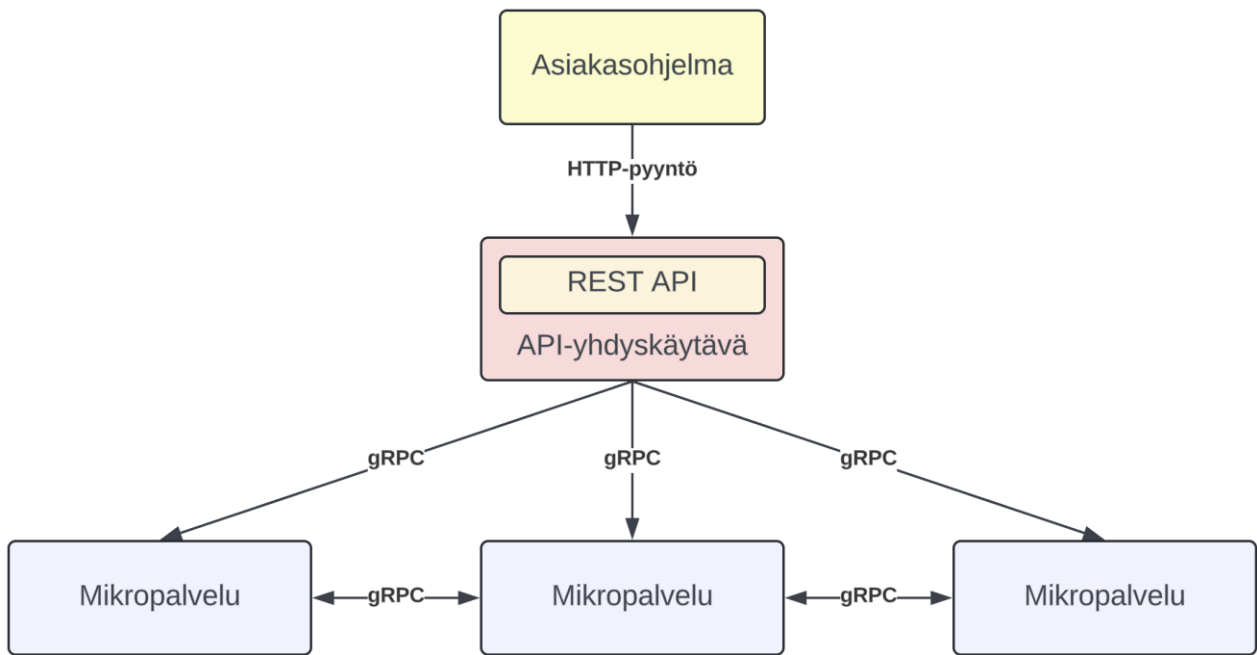 Asiakasohjelma
HTTP-pyyntö
REST API
API-yhdyskäytävä
gRPC
gRPC
gRPC
Mikropalvelu
gRPC
Mikropalvelu
gRPC
Mikropalvelu